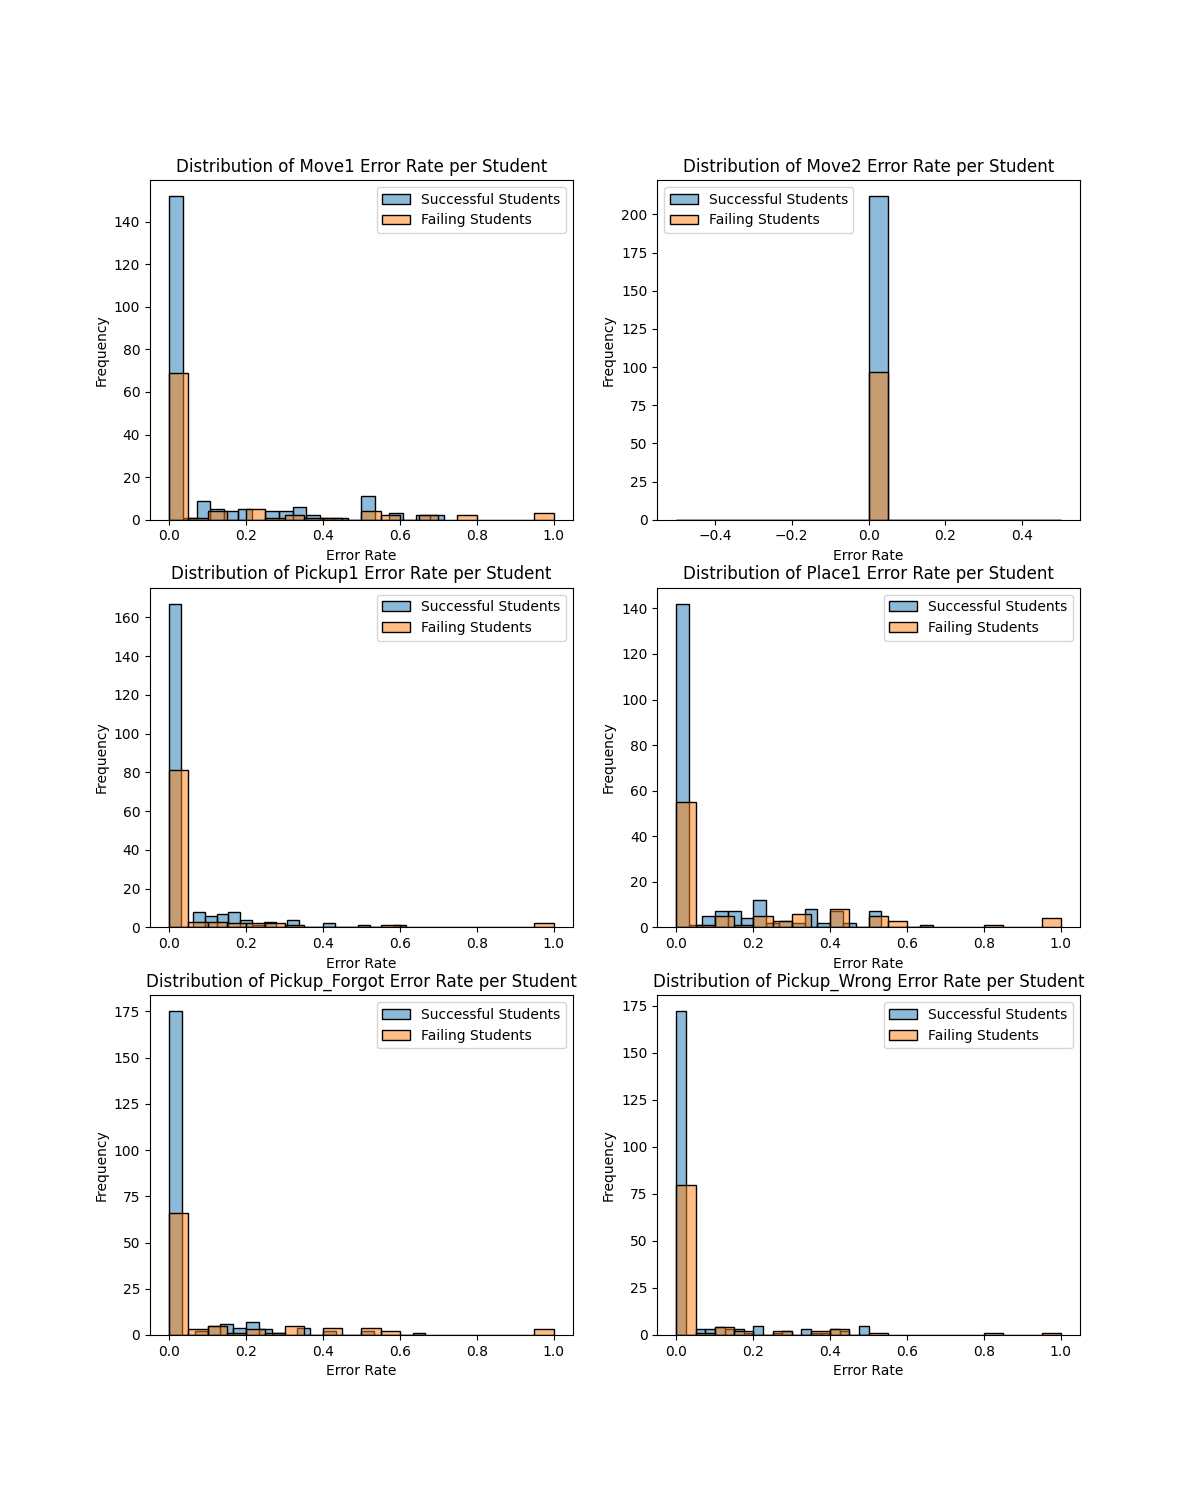 Distribution of Move1 Error Rate per Student
Successful Students
Failing Students
140
120
100
80
60
40
20
0
Frequency
0.0 0.2 0.4 0.6 0.8 1.0
Error Rate
Distribution of Move2 Error Rate per Student
Successful Students
Failing Students
200
175
150
125
100
75
50
25
0
Frequency
−0.4 −0.2 0.0 0.2 0.4
Error Rate
Distribution of Pickup1 Error Rate per Student
Successful Students
Failing Students
160
140
120
100
80
60
40
20
0
Frequency
0.0 0.2 0.4 0.6 0.8 1.0
Error Rate
Distribution of Place1 Error Rate per Student
Successful Students
Failing Students
140
120
100
80
60
40
20
0
Frequency
0.0 0.2 0.4 0.6 0.8 1.0
Error Rate
Distribution of Pickup_Forgot Error Rate per Student
Successful Students
Failing Students
175
150
125
100
75
50
25
0
Frequency
0.0 0.2 0.4 0.6 0.8 1.0
Error Rate
Distribution of Pickup_Wrong Error Rate per Student
Successful Students
Failing Students
175
150
125
100
75
50
25
0
Frequency
0.0 0.2 0.4 0.6 0.8 1.0
Error Rate